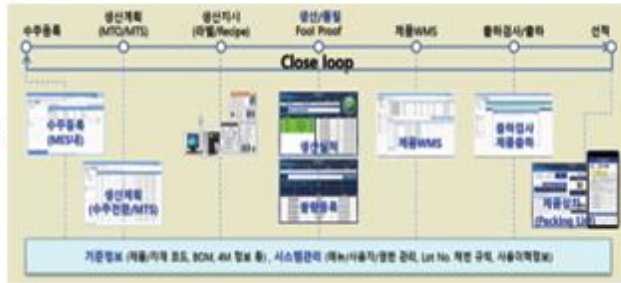 수주등록
생산계획
(MTO/MTS)
생산지시
(라벨/Recipe)
생산/품질
Fool Proof
제품WMS
출하검사/출하
선적
Close loop
수주등록
(MES내)
생산계획
(수주전환/MTS)
생산실적
불량등록
제품WMS
출하검사
제품출하
제품상차
(Packing List)
기준정보 (제품/자재 코드, BOM, 4M 정보 등), 시스템관리 (메뉴/사용자/권한 관리, Lot No. 채번 규칙, 사용이력정보)